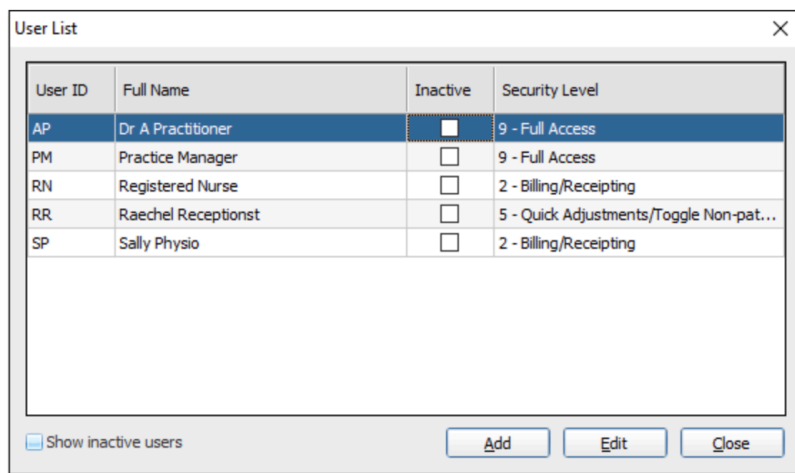 User List
User ID Full Name Inactive Security Level
AP Dr A Practitioner 9 - Full Access
PM Practice Manager 9 - Full Access
RN Registered Nurse 2 - Billing/Receipting
RR Raechel Receptionst 5 - Quick Adjustments/Toggle Non-pat...
SP Sally Physio 2 - Billing/Receipting
Show inactive users Add Edit Close